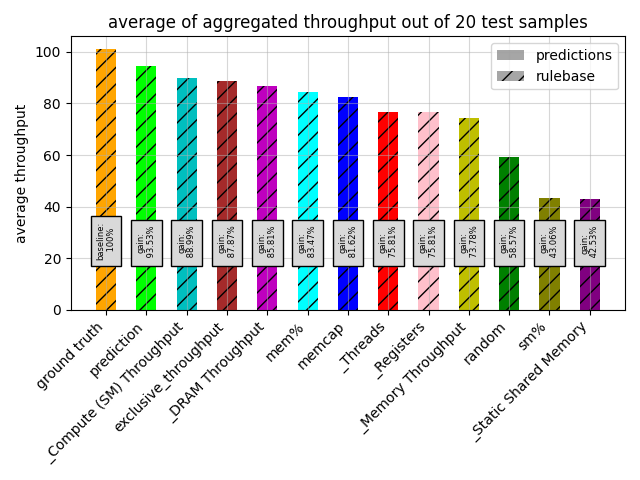 average of aggregated throughput out of 20 test samples
predictions
rulebase
average throughput
100
80
60
40
20
0
baseline:
100%
gain:
93.53%
gain:
88.99%
gain:
87.87%
gain:
85.81%
gain:
83.47%
gain:
81.62%
gain:
75.81%
gain:
75.81%
gain:
73.78%
gain:
58.57%
gain:
43.06%
gain:
42.53%
ground truth
prediction
_Compute (SM) Throughput
exclusive_throughput
_DRAM Throughput
mem%
memcap
_Threads
_Registers
_Memory Throughput
random
sm%
_Static Shared Memory